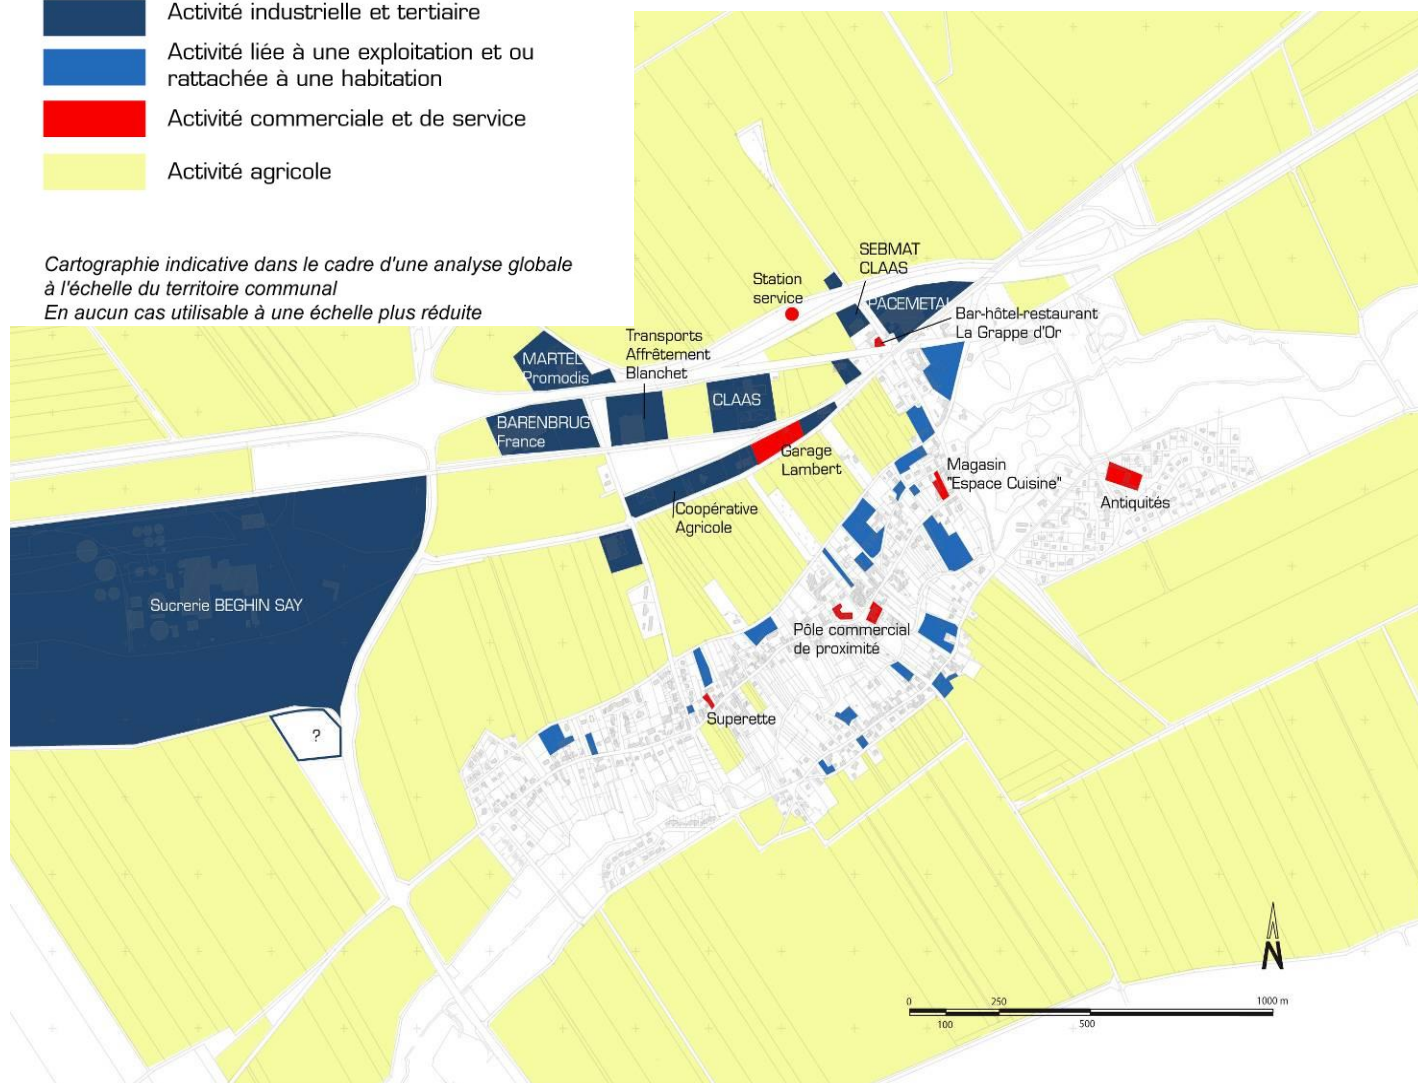 Activité industrielle et tertiaire
Activité liée à une exploitation et ou
rattachée à une habitation
Activité commerciale et de service
Activité agricole
Cartographie indicative dans le cadre d'une analyse globale
à l'échelle du territoire communal
En aucun cas utilisable à une échelle plus réduite
SEBMAT
CLAAS
Station
service
PACEMETAL
Bar-hôtel-restaurant
La Grappe d'Or
Transports
Affrêtement
Blanchet
MARTEL
Promodis
CLAAS
BARENBRUG
France
Garage
Lambert
Magasin
"Espace Cuisine"
Antiquités
Coopérative
Agricole
Sucrerie BEGHIN SAY
Pôle commercial
de proximité
Superette
?
N
0 250 1000 m
100 500